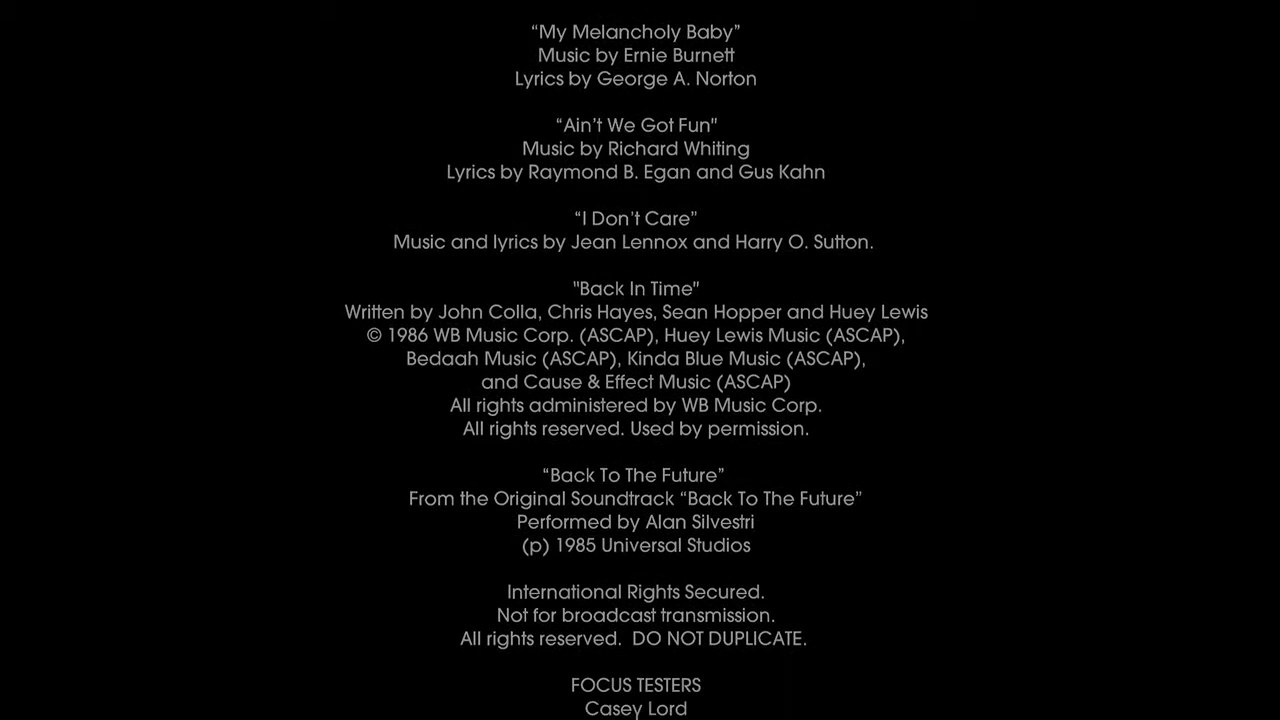 “My Melancholy Baby”
Music by Ernie Burnett
Lyrics by George A. Norton
“Ain’t We Got Fun"
Music by Richard Whiting
Lyrics by Raymond B. Egan and Gus Kahn
“I Don’t Care”
Music and lyrics by Jean Lennox and Harry O. Sutton.
"Back In Time"
Written by John Colla, Chris Hayes, Sean Hopper and Huey Lewis
© 1986 WB Music Corp. (ASCAP), Huey Lewis Music (ASCAP),
Bedaah Music (ASCAP), Kinda Blue Music (ASCAP),
and Cause & Effect Music (ASCAP)
All rights administered by WB Music Corp.
All rights reserved. Used by permission.
“Back To The Future”
From the Original Soundtrack “Back To The Future”
Performed by Alan Silvestri
(p) 1985 Universal Studios
International Rights Secured.
Not for broadcast transmission.
All rights reserved.  DO NOT DUPLICATE.
FOCUS TESTERS
Casey Lord